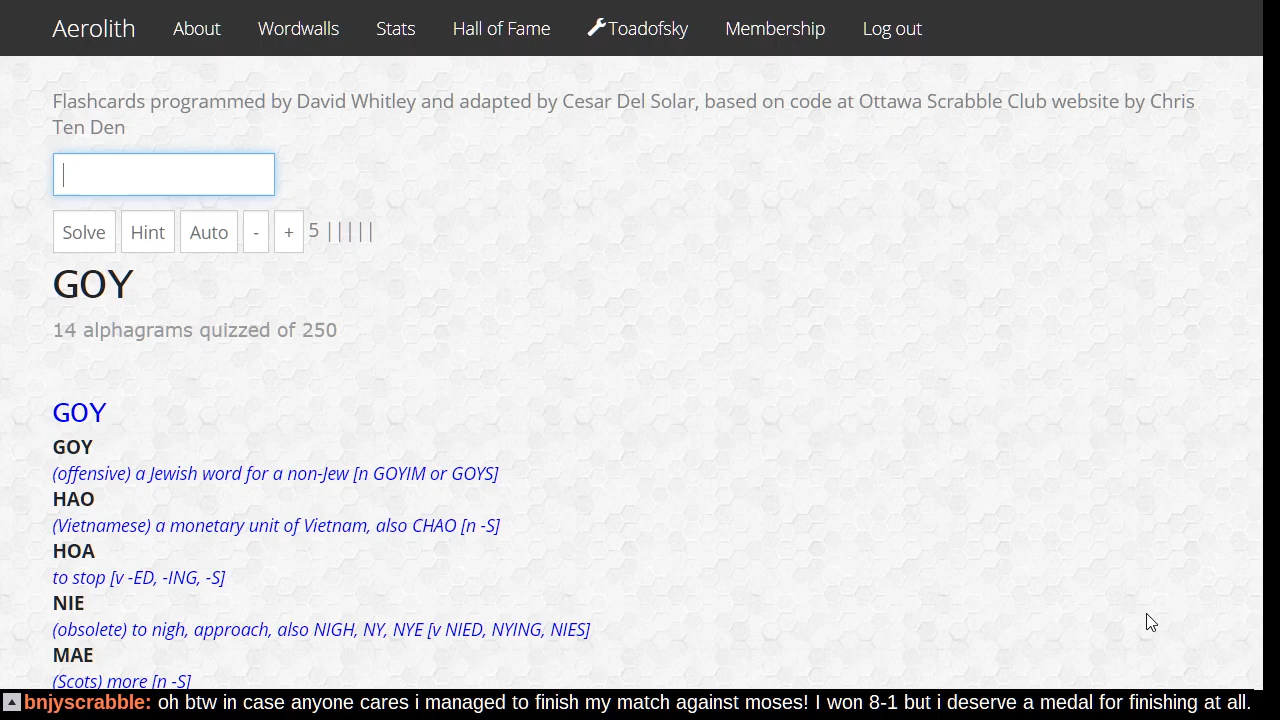 Aerolith About Wordwalls Stats Hall of Fame Toadofsky Membership Log out
Flashcards programmed by David Whitley and adapted by Cesar Del Solar, based on code at Ottawa Scrabble Club website by Chris
Ten Den
Solve Hint Auto - + 5 |||||
GOY
14 alphagrams quizzed of 250
GOY
GOY
(offensive) a Jewish word for a non-Jew [n GOYIM or GOYS]
HAO
(Vietnamese) a monetary unit of Vietnam, also CHAO [n -S]
HOA
to stop [v -ED, -ING, -S]
NIE
(obsolete) to nigh, approach, also NIGH, NY, NYE [v NIED, NYING, NIES]
MAE
(Scots) more [n -S]
bnjyscrabble: oh btw in case anyone cares i managed to finish my match against moses! I won 8-1 but i deserve a medal for finishing at all.